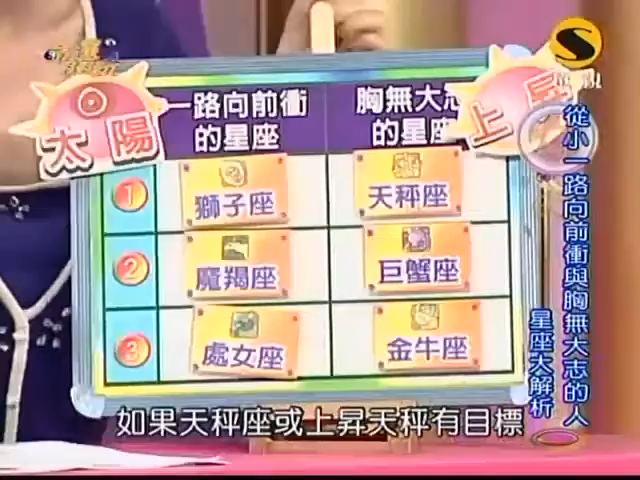 太陽
一路向前衝
的星座
胸無大志
的星座
上昇
1
獅子座
天秤座
2
魔羯座
巨蟹座
3
處女座
金牛座
從小一路向前衝與胸無大志的人
星座大解析
如果天秤座或上昇天秤有目標